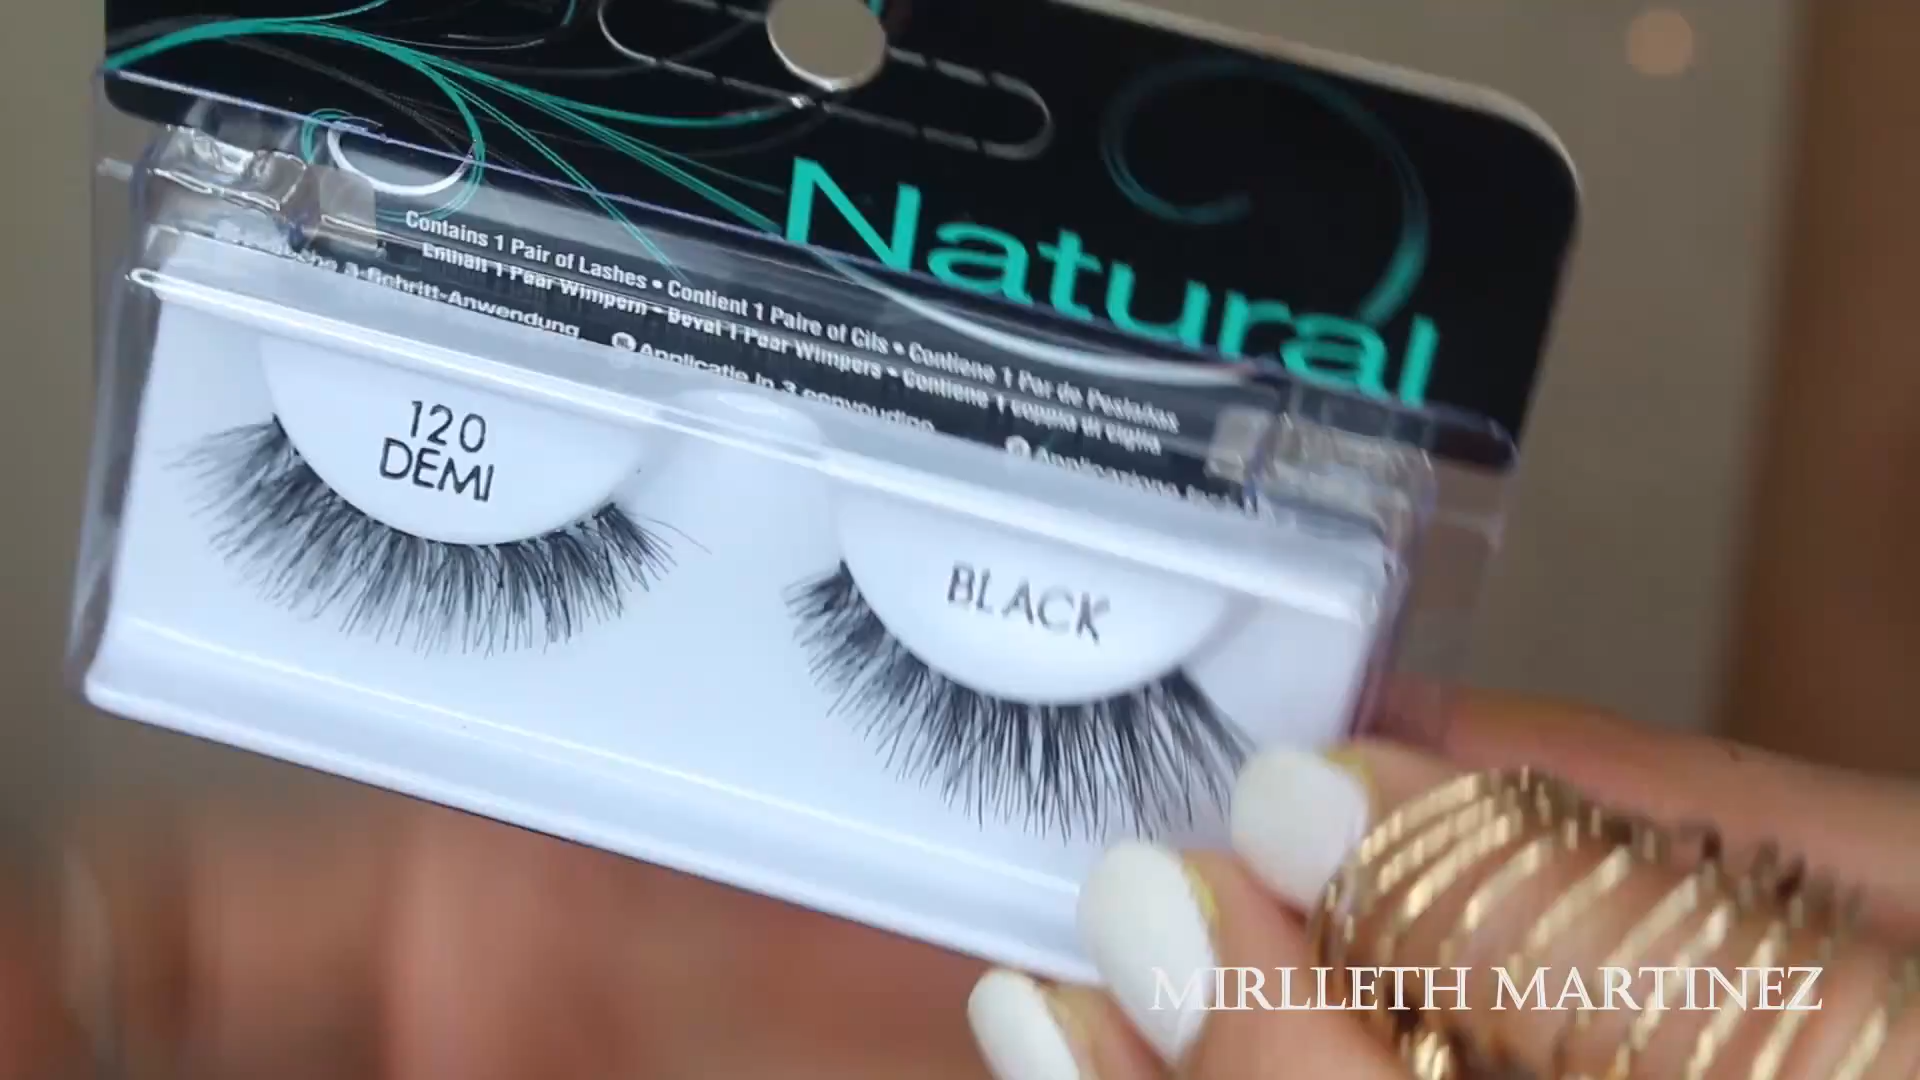 Natural
Contains 1 Pair of Lashes • Contient 1 Paire de Cils • Contiene 1 Par de Pestañas
Enthält 1 Paar Wimpern • Bevat 1 Paar Wimpers • Contiene 1 coppia di ciglia
3-Schritt-Anwendung
NL Applicatie in 3
120
DEMI
BLACK
MIRLLETH MARTINEZ